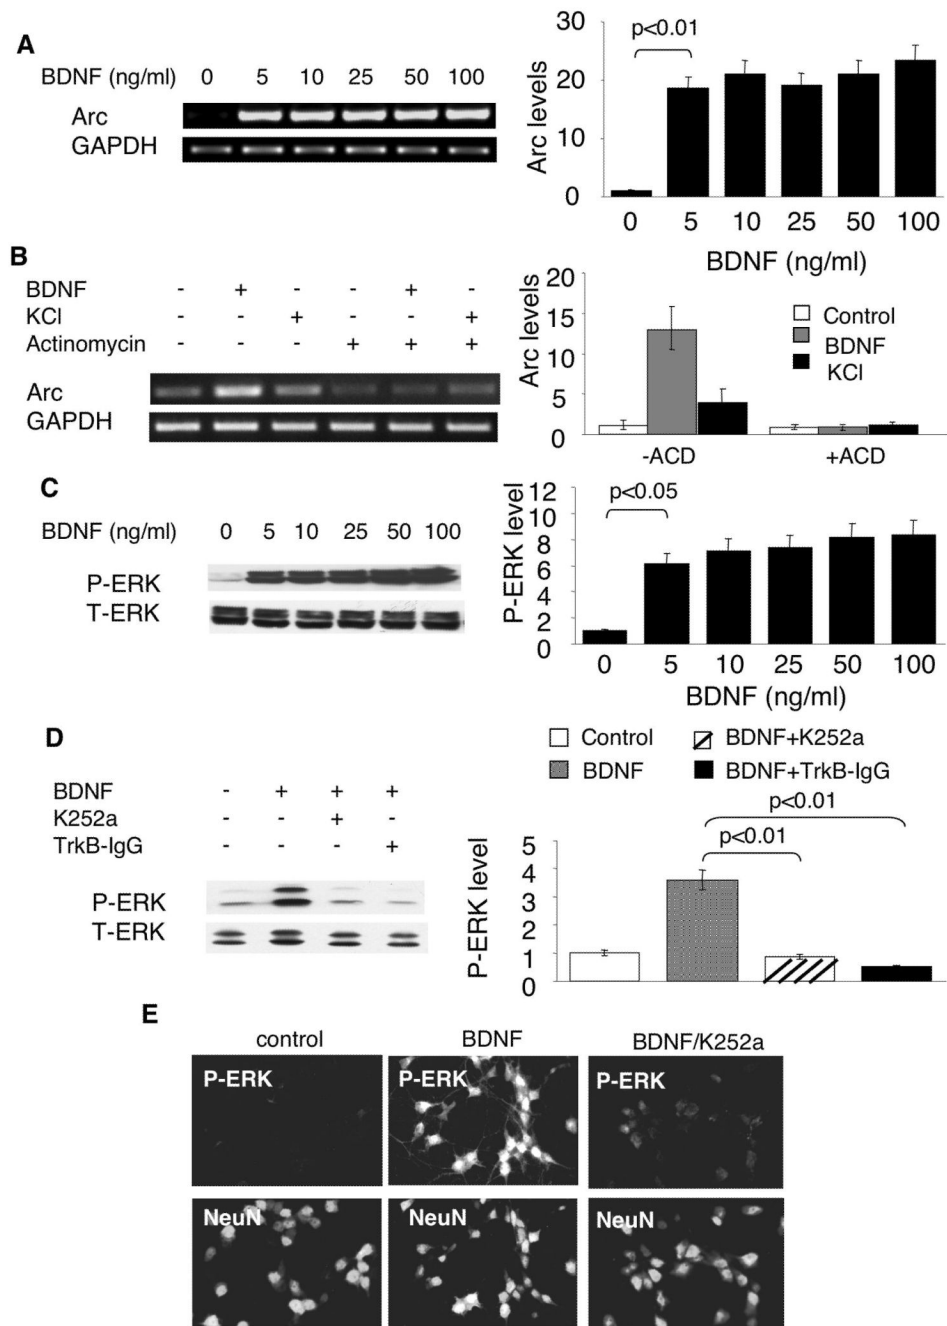 A
BDNF (ng/ml) 0 5 10 25 50 100
Arc
GAPDH
p<0.01
Arc levels
30
20
10
0
0 5 10 25 50 100
BDNF (ng/ml)
B
BDNF - + - - + -
KCl - - + - - +
Actinomycin - - - + + +
Arc
GAPDH
Arc levels
20
15
10
5
0
Control
BDNF
KCl
-ACD +ACD
C
BDNF (ng/ml) 0 5 10 25 50 100
P-ERK
T-ERK
p<0.05
P-ERK level
12
10
8
6
4
2
0
0 5 10 25 50 100
BDNF (ng/ml)
D
BDNF - + + +
K252a - - + -
TrkB-IgG - - - +
P-ERK
T-ERK
Control BDNF+K252a
BDNF BDNF+TrkB-IgG
p<0.01
p<0.01
P-ERK level
5
4
3
2
1
0
E
control BDNF BDNF/K252a
P-ERK P-ERK P-ERK
NeuN NeuN NeuN